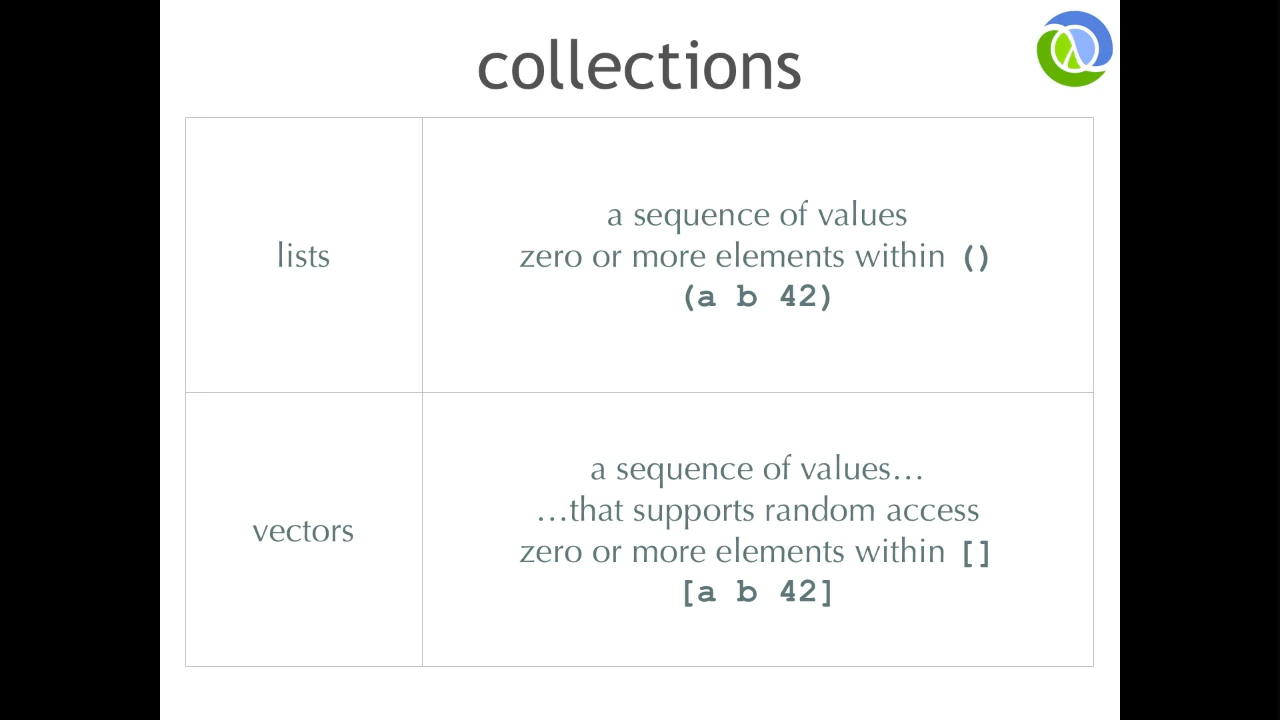 collections
lists
a sequence of values
zero or more elements within ()
(a b 42)
vectors
a sequence of values…
…that supports random access
zero or more elements within []
[a b 42]